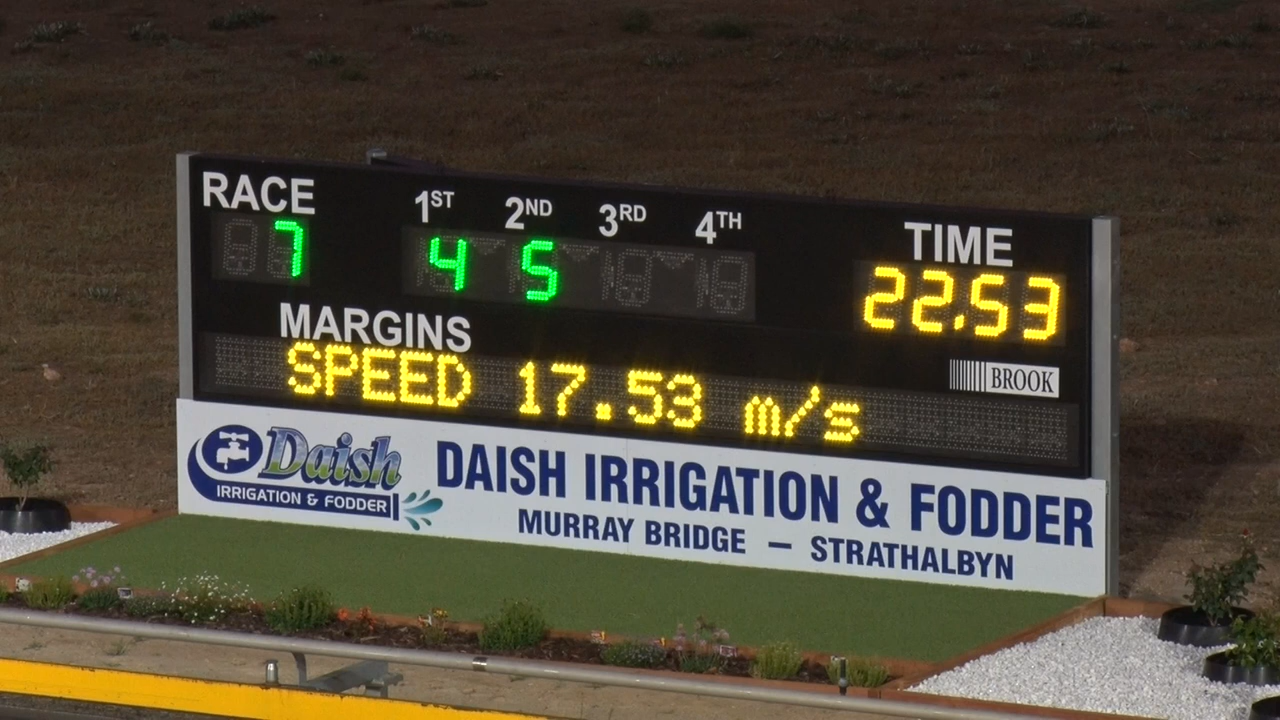 RACE 1ST 2ND 3RD 4TH TIME
7 4 5 22.53
MARGINS
BROOK
SPEED 17.53 m/s
Daish
IRRIGATION & FODDER
DAISH IRRIGATION & FODDER
MURRAY BRIDGE — STRATHALBYN